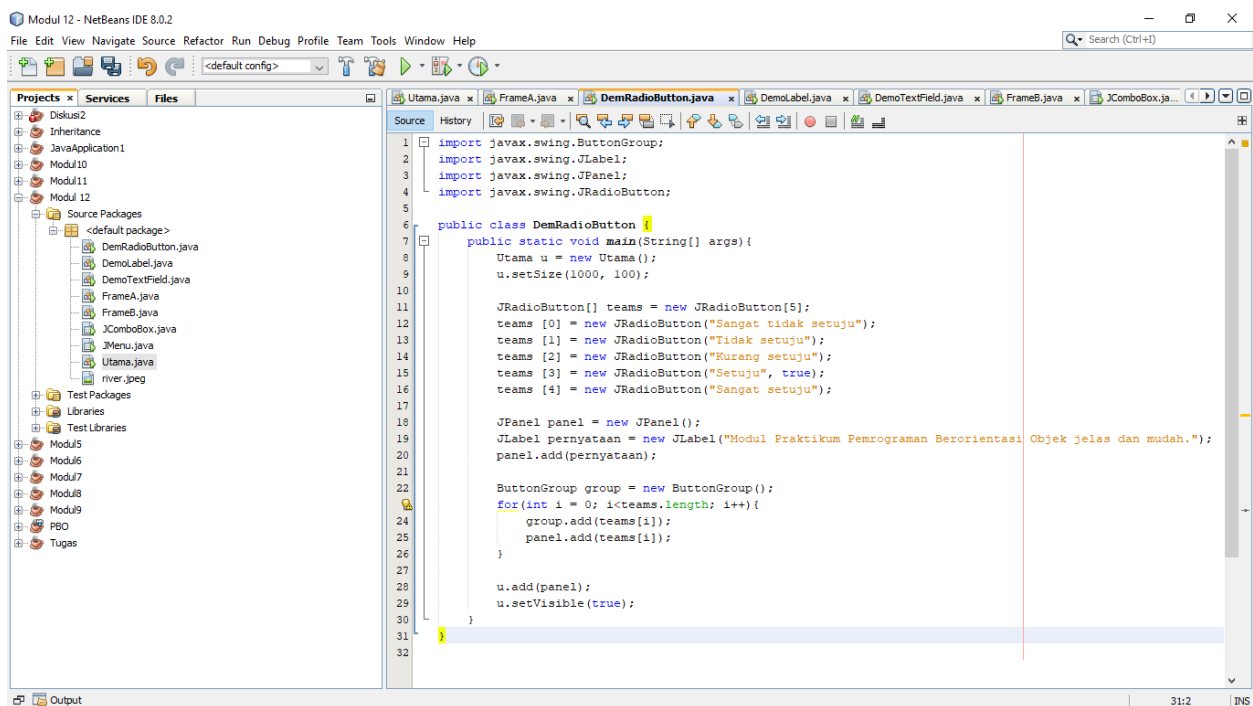 Modul 12 - NetBeans IDE 8.0.2
File Edit View Navigate Source Refactor Run Debug Profile Team Tools Window Help
Search (Ctrl+I)
<default config>
Projects Services Files
Diskusi2
Inheritance
JavaApplication1
Modul10
Modul11
Modul 12
Source Packages
<default package>
DemRadioButton.java
DemoLabel.java
DemoTextField.java
FrameA.java
FrameB.java
JComboBox.java
JMenu.java
Utama.java
river.jpeg
Test Packages
Libraries
Test Libraries
Modul5
Modul6
Modul7
Modul8
Modul9
PBO
Tugas
Utama.java FrameA.java DemRadioButton.java DemoLabel.java DemoTextField.java FrameB.java JComboBox.ja...
Source History
1 import javax.swing.ButtonGroup;
2 import javax.swing.JLabel;
3 import javax.swing.JPanel;
4 import javax.swing.JRadioButton;
5
6 public class DemRadioButton {
7 public static void main(String[] args){
8 Utama u = new Utama();
9 u.setSize(1000, 100);
10
11 JRadioButton[] teams = new JRadioButton[5];
12 teams [0] = new JRadioButton("Sangat tidak setuju");
13 teams [1] = new JRadioButton("Tidak setuju");
14 teams [2] = new JRadioButton("Kurang setuju");
15 teams [3] = new JRadioButton("Setuju", true);
16 teams [4] = new JRadioButton("Sangat setuju");
17
18 JPanel panel = new JPanel();
19 JLabel pernyataan = new JLabel("Modul Praktikum Pemrograman Berorientasi Objek jelas dan mudah.");
20 panel.add(pernyataan);
21
22 ButtonGroup group = new ButtonGroup();
for(int i = 0; i<teams.length; i++){
24 group.add(teams[i]);
25 panel.add(teams[i]);
26 }
27
28 u.add(panel);
29 u.setVisible(true);
30 }
31 }
32
Output
31:2 INS